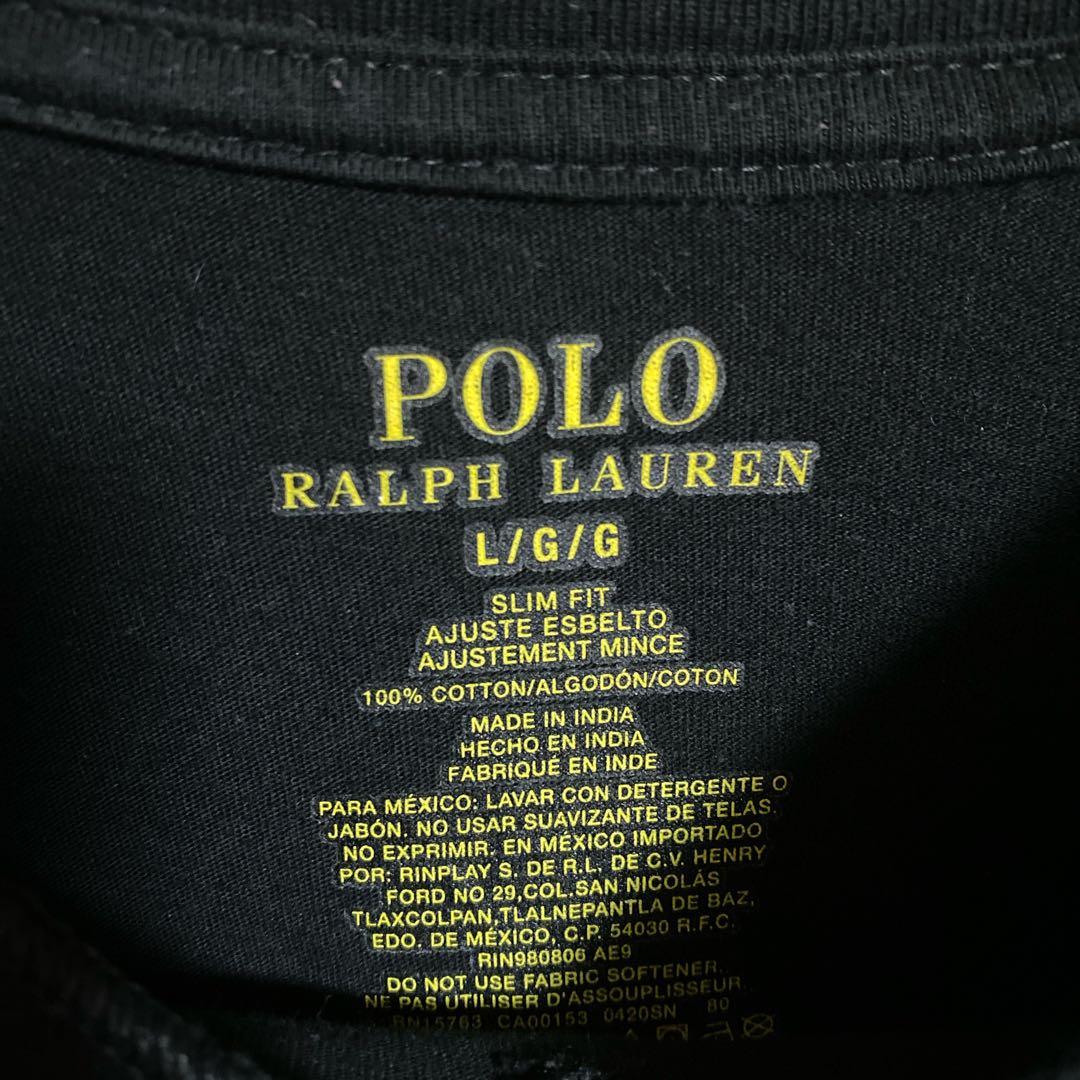 POLO
RALPH LAUREN
L/G/G
SLIM FIT
AJUSTE ESBELTO
AJUSTEMENT MINCE
100% COTTON/ALGODÓN/COTON
MADE IN INDIA
HECHO EN INDIA
FABRIQUÉ EN INDE
PARA MÉXICO: LAVAR CON DETERGENTE O
JABÓN. NO USAR SUAVIZANTE DE TELAS.
NO EXPRIMIR. EN MÉXICO IMPORTADO
POR: RINPLAY S. DE R.L. DE C.V. HENRY
FORD NO 29,COL.SAN NICOLÁS
TLAXCOLPAN,TLALNEPANTLA DE BAZ,
EDO. DE MÉXICO, C.P. 54030 R.F.C.
RIN980806 AE9
DO NOT USE FABRIC SOFTENER.
NE PAS UTILISER D'ASSOUPLISSEUR.
RN15763 CA00153 0420SN 80